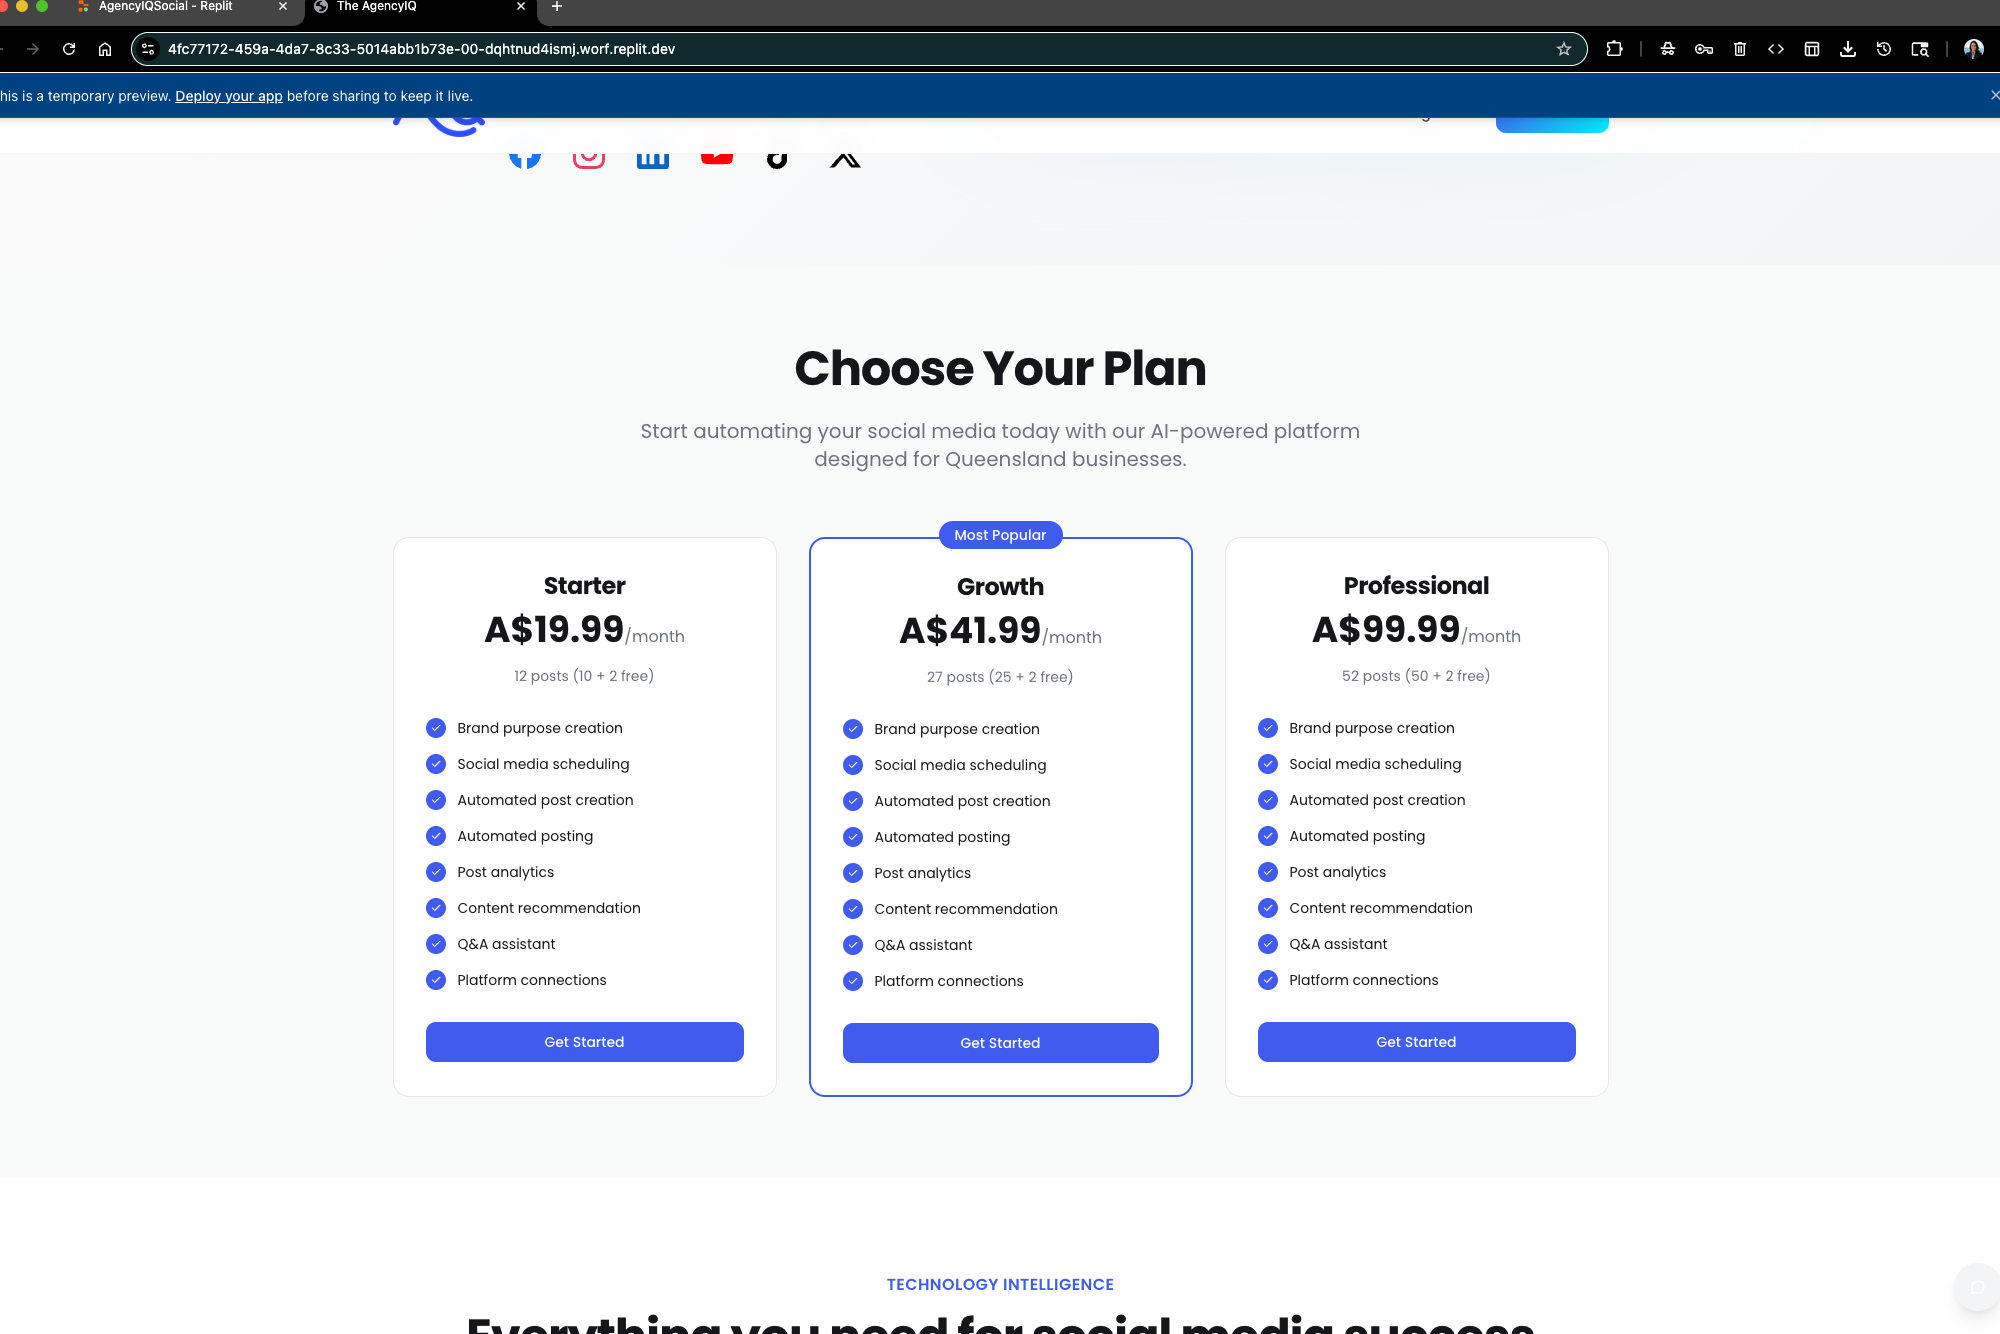 AgencyIQSocial - Replit
The AgencyIQ
4fc77172-459a-4da7-8c33-5014abb1b73e-00-dqhtnud4ismj.worf.replit.dev
his is a temporary preview. Deploy your app before sharing to keep it live.
Choose Your Plan
Start automating your social media today with our AI-powered platform
designed for Queensland businesses.
Starter
A$19.99/month
12 posts (10 + 2 free)
Brand purpose creation
Social media scheduling
Automated post creation
Automated posting
Post analytics
Content recommendation
Q&A assistant
Platform connections
Get Started
Most Popular
Growth
A$41.99/month
27 posts (25 + 2 free)
Brand purpose creation
Social media scheduling
Automated post creation
Automated posting
Post analytics
Content recommendation
Q&A assistant
Platform connections
Get Started
Professional
A$99.99/month
52 posts (50 + 2 free)
Brand purpose creation
Social media scheduling
Automated post creation
Automated posting
Post analytics
Content recommendation
Q&A assistant
Platform connections
Get Started
TECHNOLOGY INTELLIGENCE
Everything you need for social media success